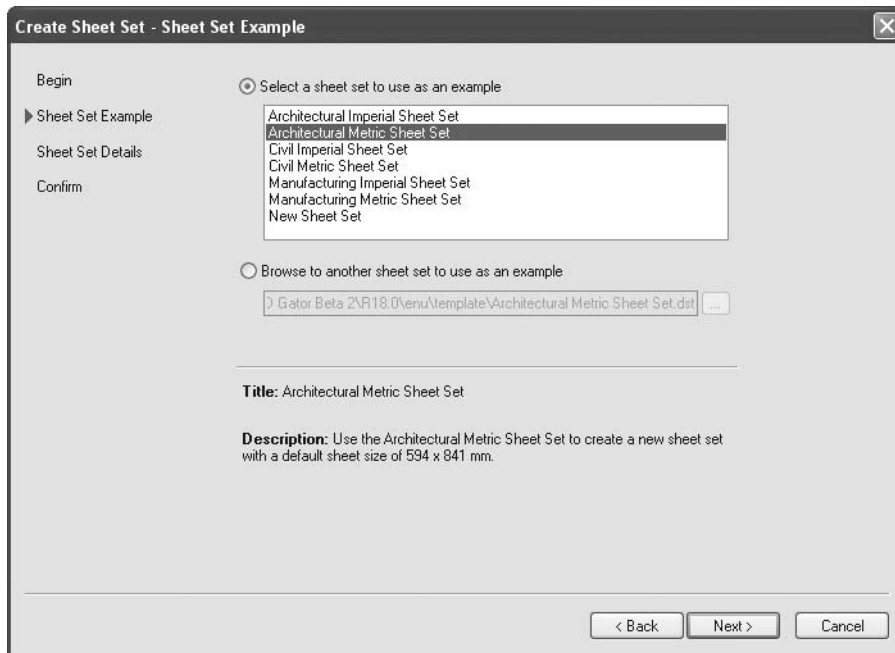 Create Sheet Set - Sheet Set Example
Begin
Sheet Set Example
Sheet Set Details
Confirm
Select a sheet set to use as an example
Architectural Imperial Sheet Set
Architectural Metric Sheet Set
Civil Imperial Sheet Set
Civil Metric Sheet Set
Manufacturing Imperial Sheet Set
Manufacturing Metric Sheet Set
New Sheet Set
Browse to another sheet set to use as an example
Gator Beta 2\R18.0\enu\template\Architectural Metric Sheet Set.dst
...
Title: Architectural Metric Sheet Set
Description: Use the Architectural Metric Sheet Set to create a new sheet set
with a default sheet size of 594 x 841 mm.
< Back
Next >
Cancel